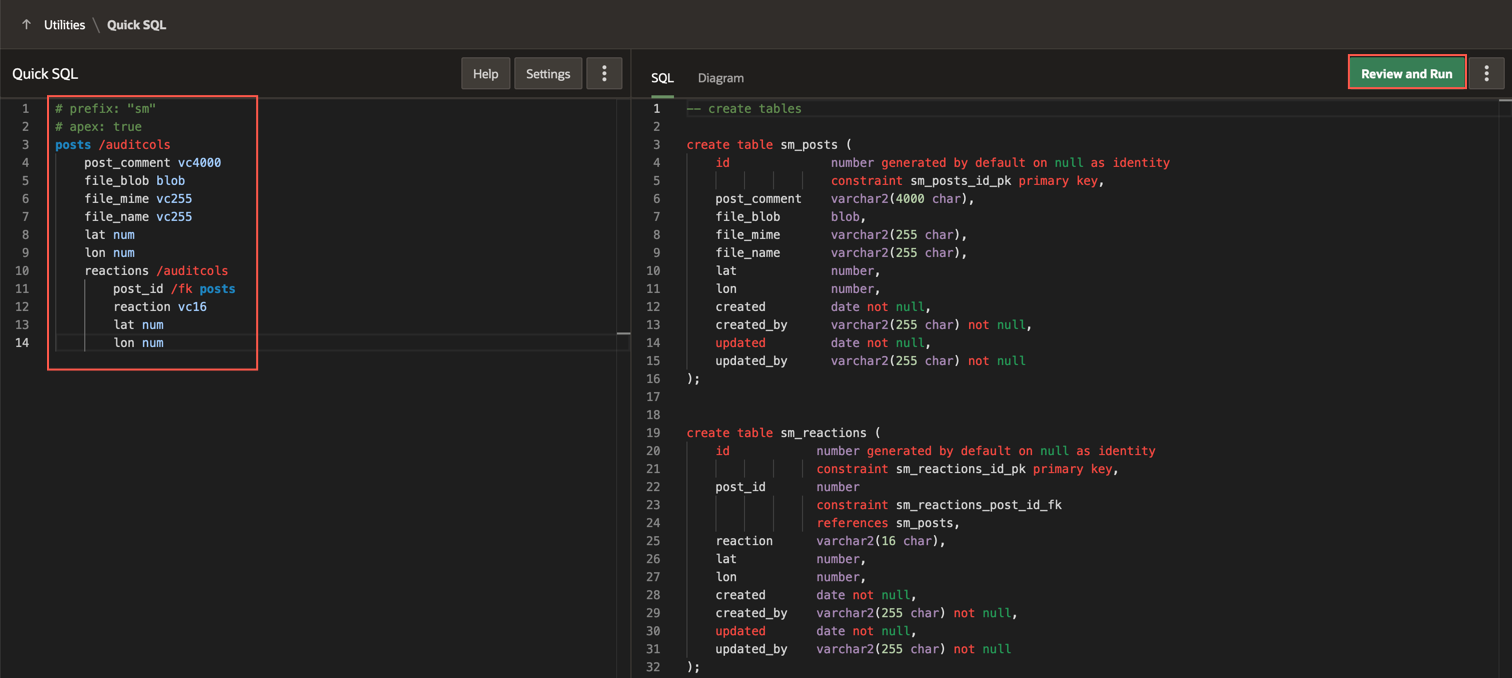 ↑ Utilities \ Quick SQL
Quick SQL
Help
Settings
1 # prefix: "sm"
2 # apex: true
3 posts /auditcols
4 post_comment vc4000
5 file_blob blob
6 file_mime vc255
7 file_name vc255
8 lat num
9 lon num
10 reactions /auditcols
11 post_id /fk posts
12 reaction vc16
13 lat num
14 lon num
SQL
Diagram
Review and Run
1 -- create tables
2
3 create table sm_posts (
4 id number generated by default on null as identity
5 constraint sm_posts_id_pk primary key,
6 post_comment varchar2(4000 char),
7 file_blob blob,
8 file_mime varchar2(255 char),
9 file_name varchar2(255 char),
10 lat number,
11 lon number,
12 created date not null,
13 created_by varchar2(255 char) not null,
14 updated date not null,
15 updated_by varchar2(255 char) not null
16 );
17
18
19 create table sm_reactions (
20 id number generated by default on null as identity
21 constraint sm_reactions_id_pk primary key,
22 post_id number
23 constraint sm_reactions_post_id_fk
24 references sm_posts,
25 reaction varchar2(16 char),
26 lat number,
27 lon number,
28 created date not null,
29 created_by varchar2(255 char) not null,
30 updated date not null,
31 updated_by varchar2(255 char) not null
32 );